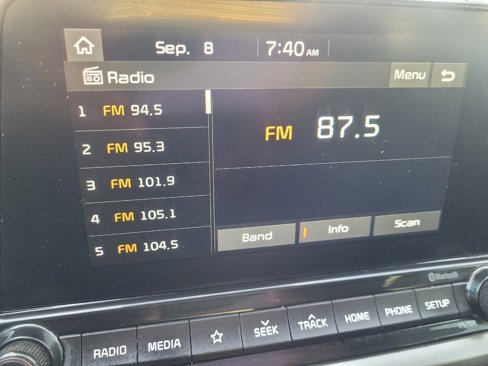 Sep. 8 7:40 AM
Radio Menu
1 FM 94.5
2 FM 95.3
3 FM 101.9
4 FM 105.1
5 FM 104.5
FM 87.5
Band Info Scan
Bluetooth
RADIO MEDIA SEEK TRACK HOME PHONE SETUP
ENTER